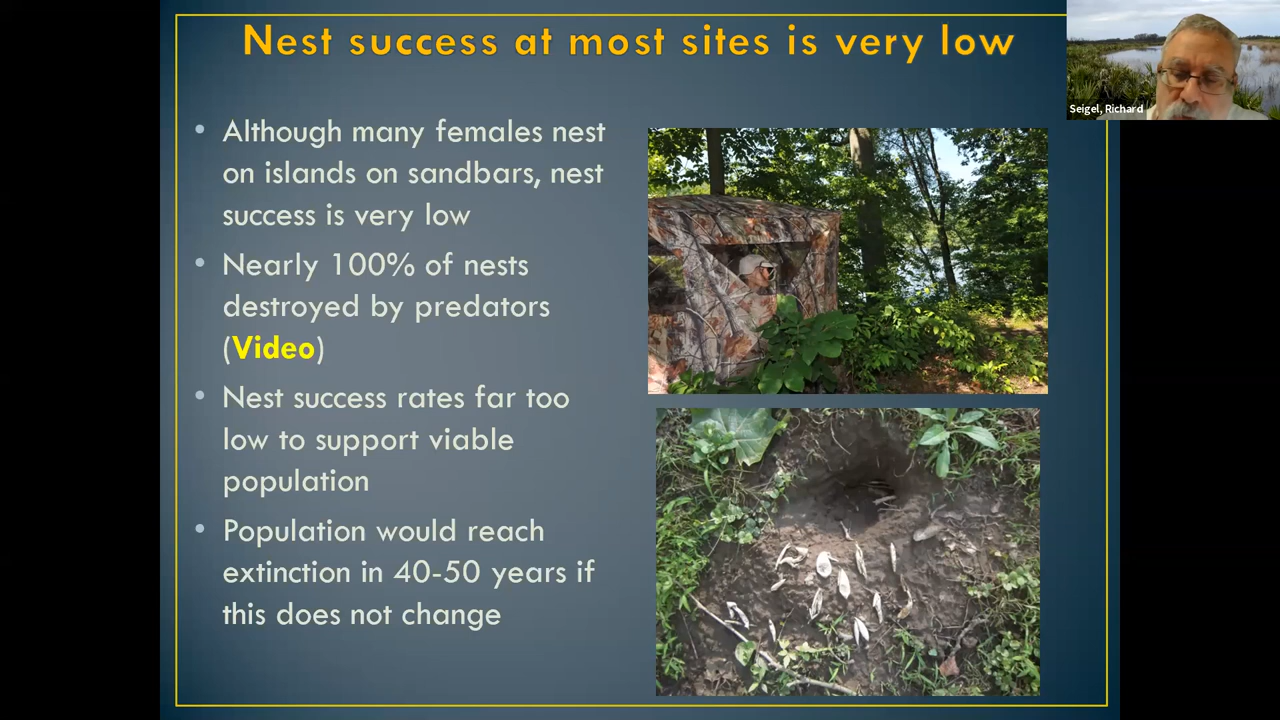 Nest success at most sites is very low
Seigel, Richard
• Although many females nest
on islands on sandbars, nest
success is very low
• Nearly 100% of nests
destroyed by predators
(Video)
• Nest success rates far too
low to support viable
population
• Population would reach
extinction in 40-50 years if
this does not change